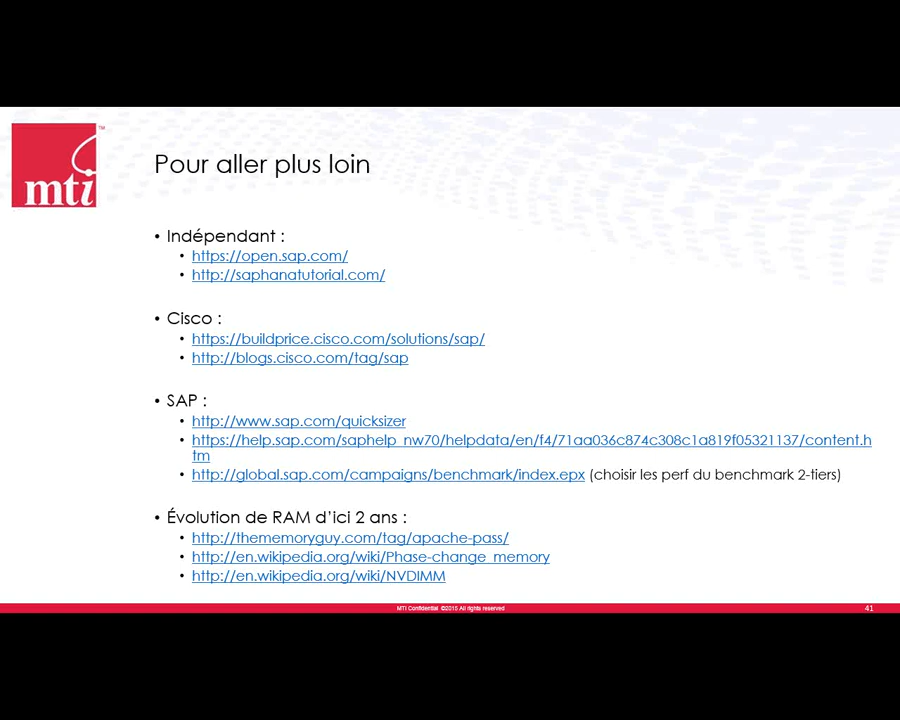 mti
™
Pour aller plus loin
• Indépendant :
• https://open.sap.com/
• http://saphanatutorial.com/
• Cisco :
• https://buildprice.cisco.com/solutions/sap/
• http://blogs.cisco.com/tag/sap
• SAP :
• http://www.sap.com/quicksizer
• https://help.sap.com/saphelp_nw70/helpdata/en/f4/71aa036c874c308c1a819f05321137/content.h
tm
• http://global.sap.com/campaigns/benchmark/index.epx (choisir les perf du benchmark 2-tiers)
• Évolution de RAM d’ici 2 ans :
• http://thememoryguy.com/tag/apache-pass/
• http://en.wikipedia.org/wiki/Phase-change_memory
• http://en.wikipedia.org/wiki/NVDIMM
MTI Confidential ©2015 All rights reserved
41